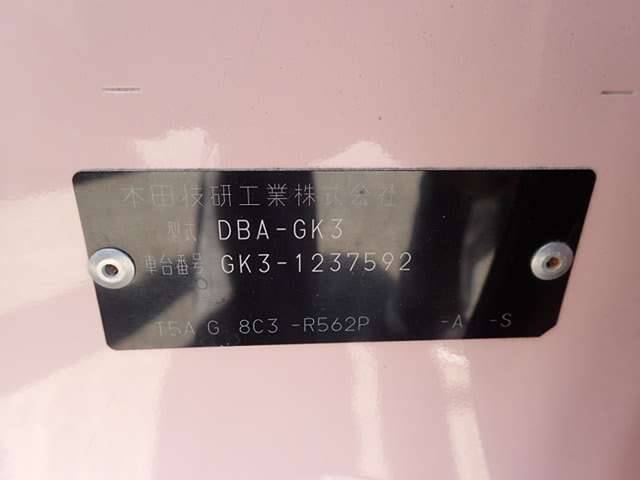 本田技研工業株式会社
型式 DBA-GK3
車台番号 GK3-1237592
T5A G 8C3 -R562P -A -S